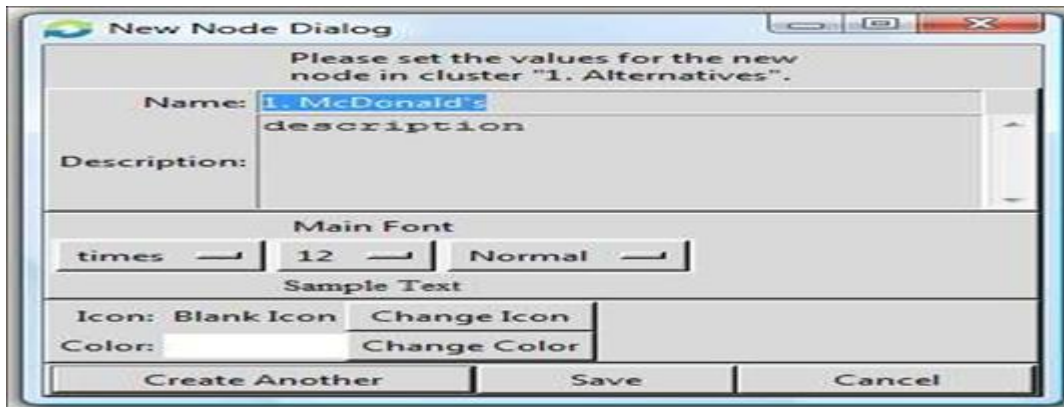 New Node Dialog
Please set the values for the new
node in cluster "1. Alternatives".
Name: 1. McDonald's
Description: description
Main Font
times 12 Normal
Sample Text
Icon: Blank Icon Change Icon
Color: Change Color
Create Another Save Cancel